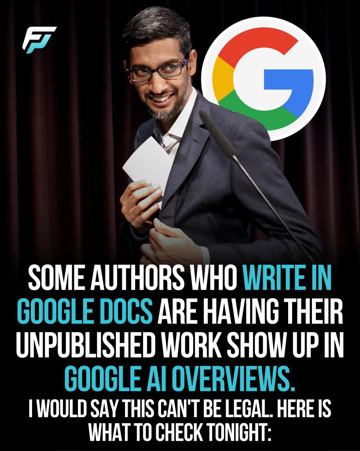 SOME AUTHORS WHO WRITE IN
GOOGLE DOCS ARE HAVING THEIR
UNPUBLISHED WORK SHOW UP IN
GOOGLE AI OVERVIEWS.
I WOULD SAY THIS CAN'T BE LEGAL. HERE IS
WHAT TO CHECK TONIGHT: